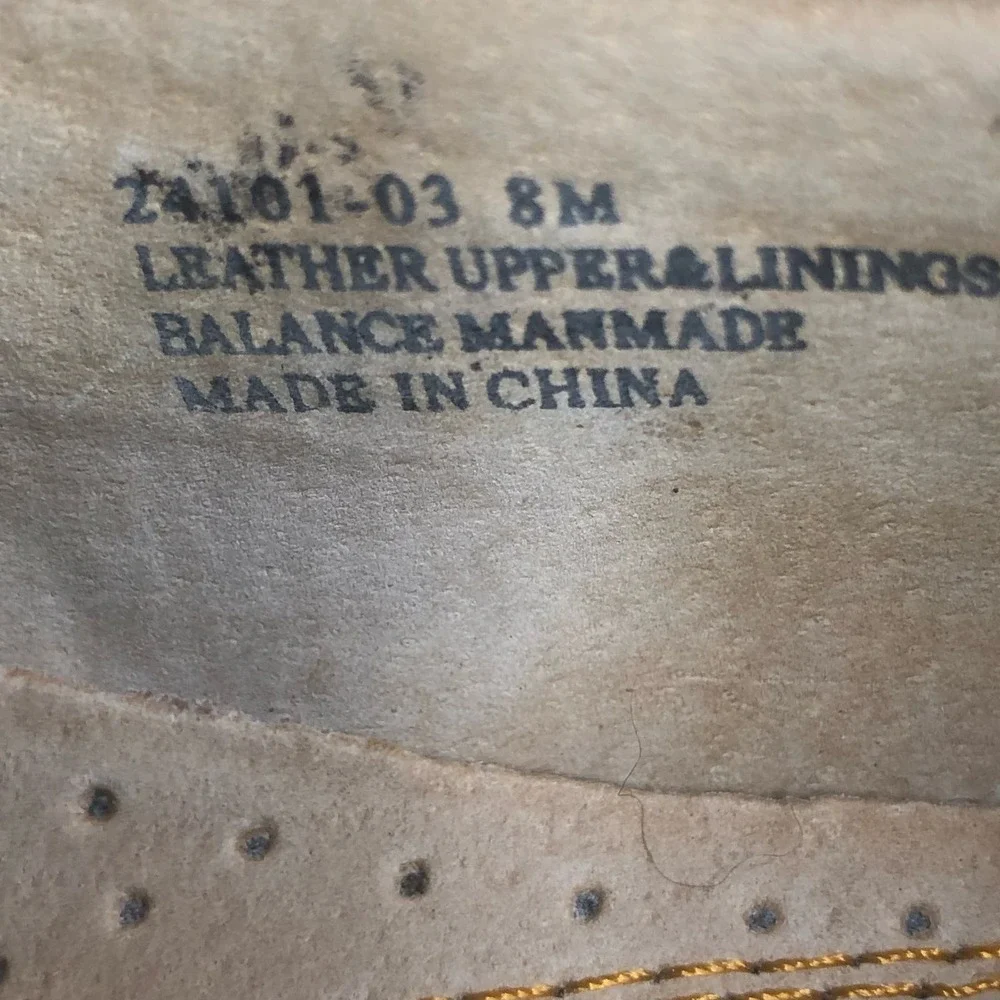 24101-03 8M
LEATHER UPPER&LININGS
BALANCE MANMADE
MADE IN CHINA